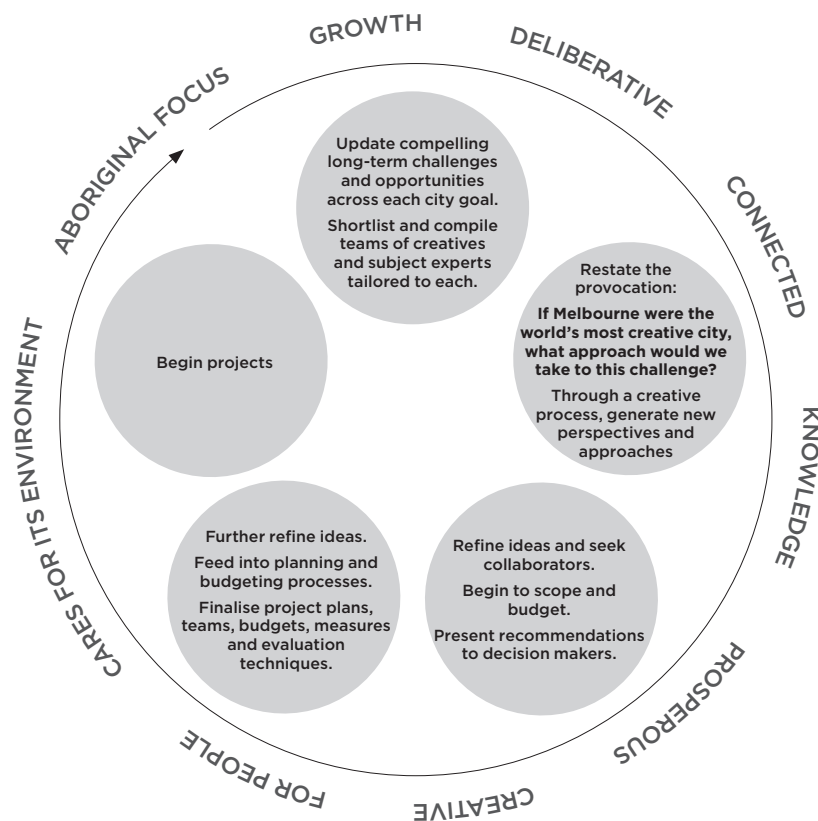 GROWTH
DELIBERATIVE
CONNECTED
KNOWLEDGE
PROSPEROUS
CREATIVE
FOR PEOPLE
CARES FOR ITS ENVIRONMENT
ABORIGINAL FOCUS
Update compelling
long-term challenges
and opportunities
across each city goal.
Shortlist and compile
teams of creatives
and subject experts
tailored to each.
Restate the
provocation:
If Melbourne were the
world's most creative city,
what approach would we
take to this challenge?
Through a creative
process, generate new
perspectives and
approaches
Refine ideas and seek
collaborators.
Begin to scope and
budget.
Present recommendations
to decision makers.
Further refine ideas.
Feed into planning and
budgeting processes.
Finalise project plans,
teams, budgets, measures
and evaluation
techniques.
Begin projects